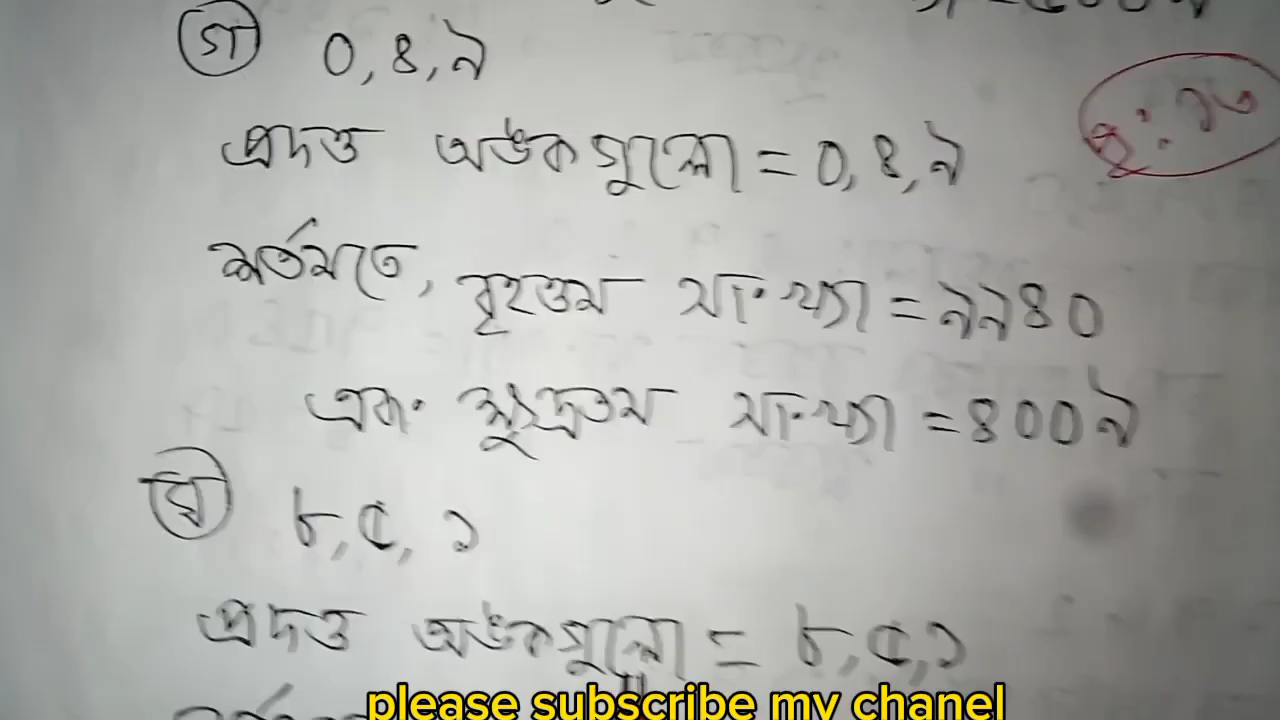 গ ০, ৪, ৯
পৃ: ১৩
প্রদত্ত অঙ্কগুলো = ০, ৪, ৯
শর্তমতে, বৃহত্তম সংখ্যা = ৯৯৪০
এবং ক্ষুদ্রতম সংখ্যা = ৪০০৯
ঘ ৮, ৫, ১
প্রদত্ত অঙ্কগুলো = ৮, ৫, ১
please subscribe my chanel